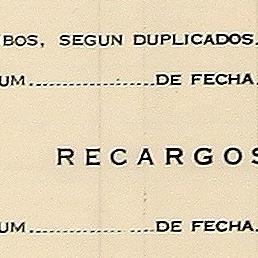 BOS, SEGUN DUPLICADOS.
UM..............................DE FECHA.
RECARGOS
UM..............................DE FECHA.